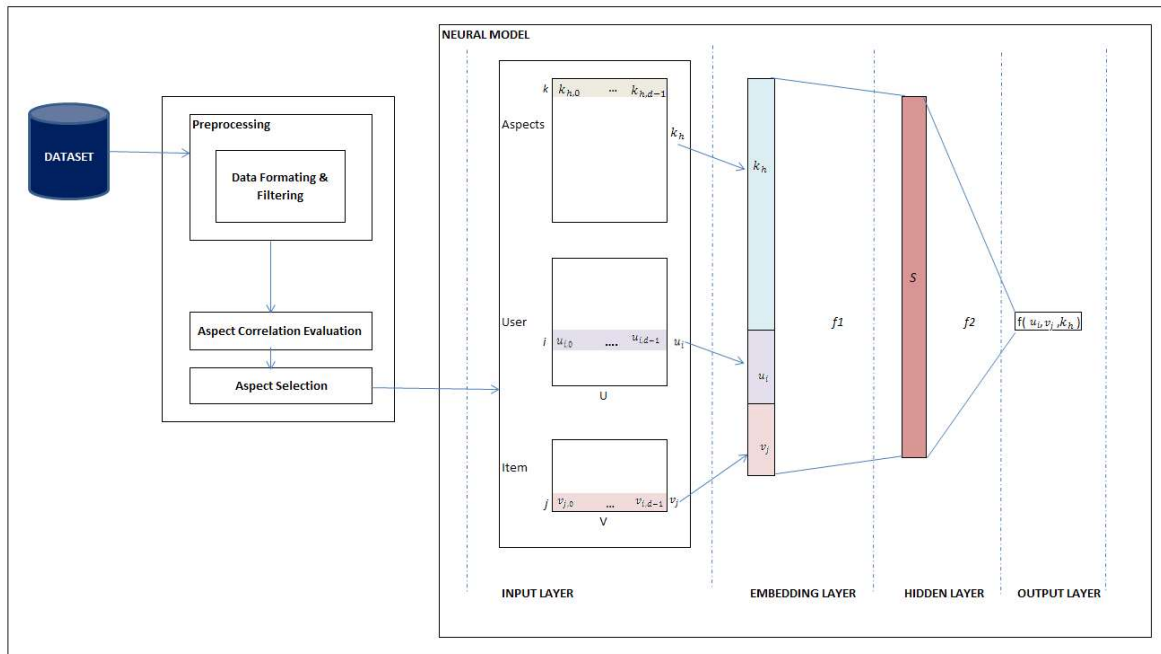 NEURAL MODEL
DATASET
Preprocessing
Data Formating &
Filtering
Aspect Correlation Evaluation
Aspect Selection
k k_{h,0} ... k_{h,d-1}
Aspects
k_h
User
i u_{i,0} .... u_{i,d-1} u_i
U
Item
j v_{j,0} ... v_{i,d-1} v_j
V
k_h
u_i
v_j
f1
S
f2
f( u_i,v_j ,k_h )
INPUT LAYER
EMBEDDING LAYER
HIDDEN LAYER
OUTPUT LAYER